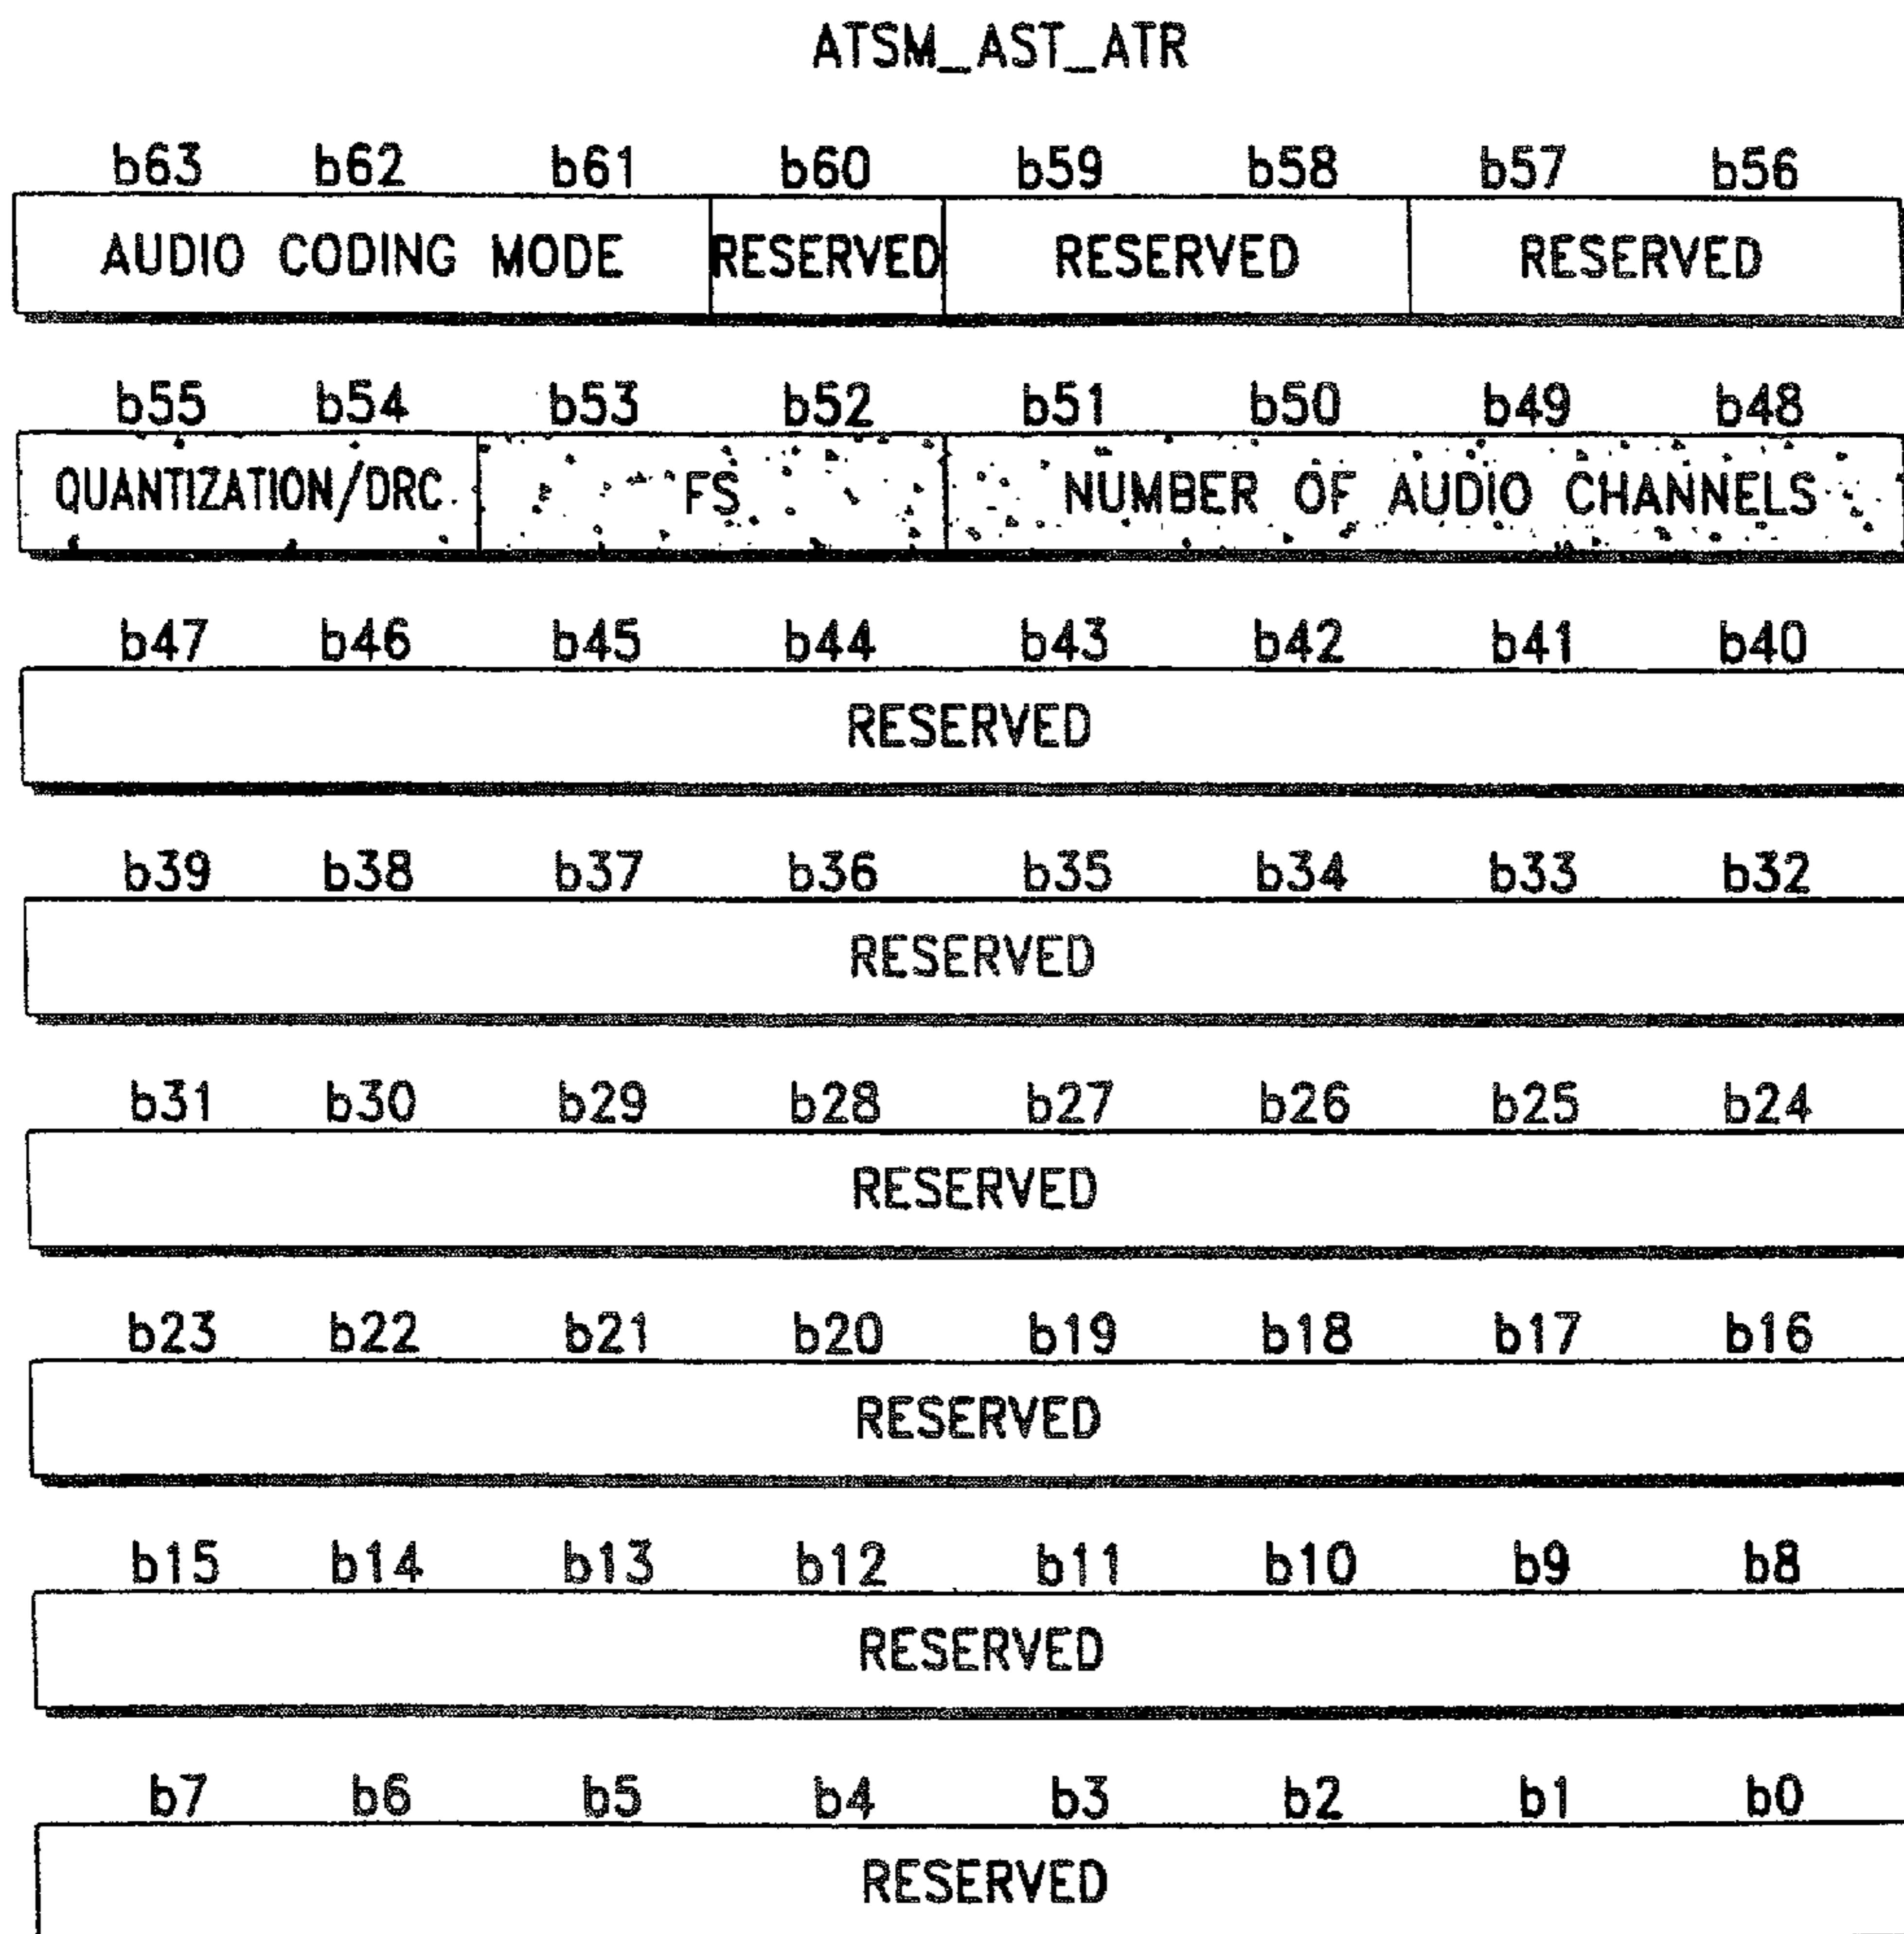 ATSM_AST_ATR
b63 b62 b61 b60 b59 b58 b57 b56
AUDIO CODING MODE RESERVED RESERVED RESERVED
b55 b54 b53 b52 b51 b50 b49 b48
QUANTIZATION/DRC FS NUMBER OF AUDIO CHANNELS
b47 b46 b45 b44 b43 b42 b41 b40
RESERVED
b39 b38 b37 b36 b35 b34 b33 b32
RESERVED
b31 b30 b29 b28 b27 b26 b25 b24
RESERVED
b23 b22 b21 b20 b19 b18 b17 b16
RESERVED
b15 b14 b13 b12 b11 b10 b9 b8
RESERVED
b7 b6 b5 b4 b3 b2 b1 b0
RESERVED